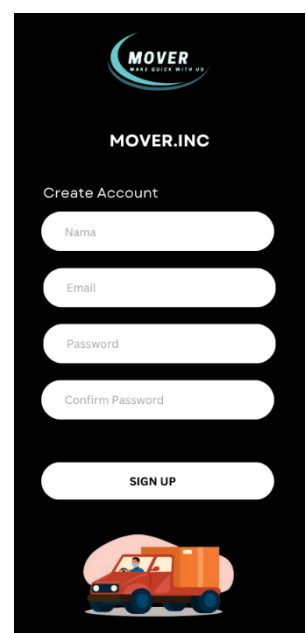 MOVER
MAKE QUICK WITH US
MOVER.INC
Create Account
Nama
Email
Password
Confirm Password
SIGN UP